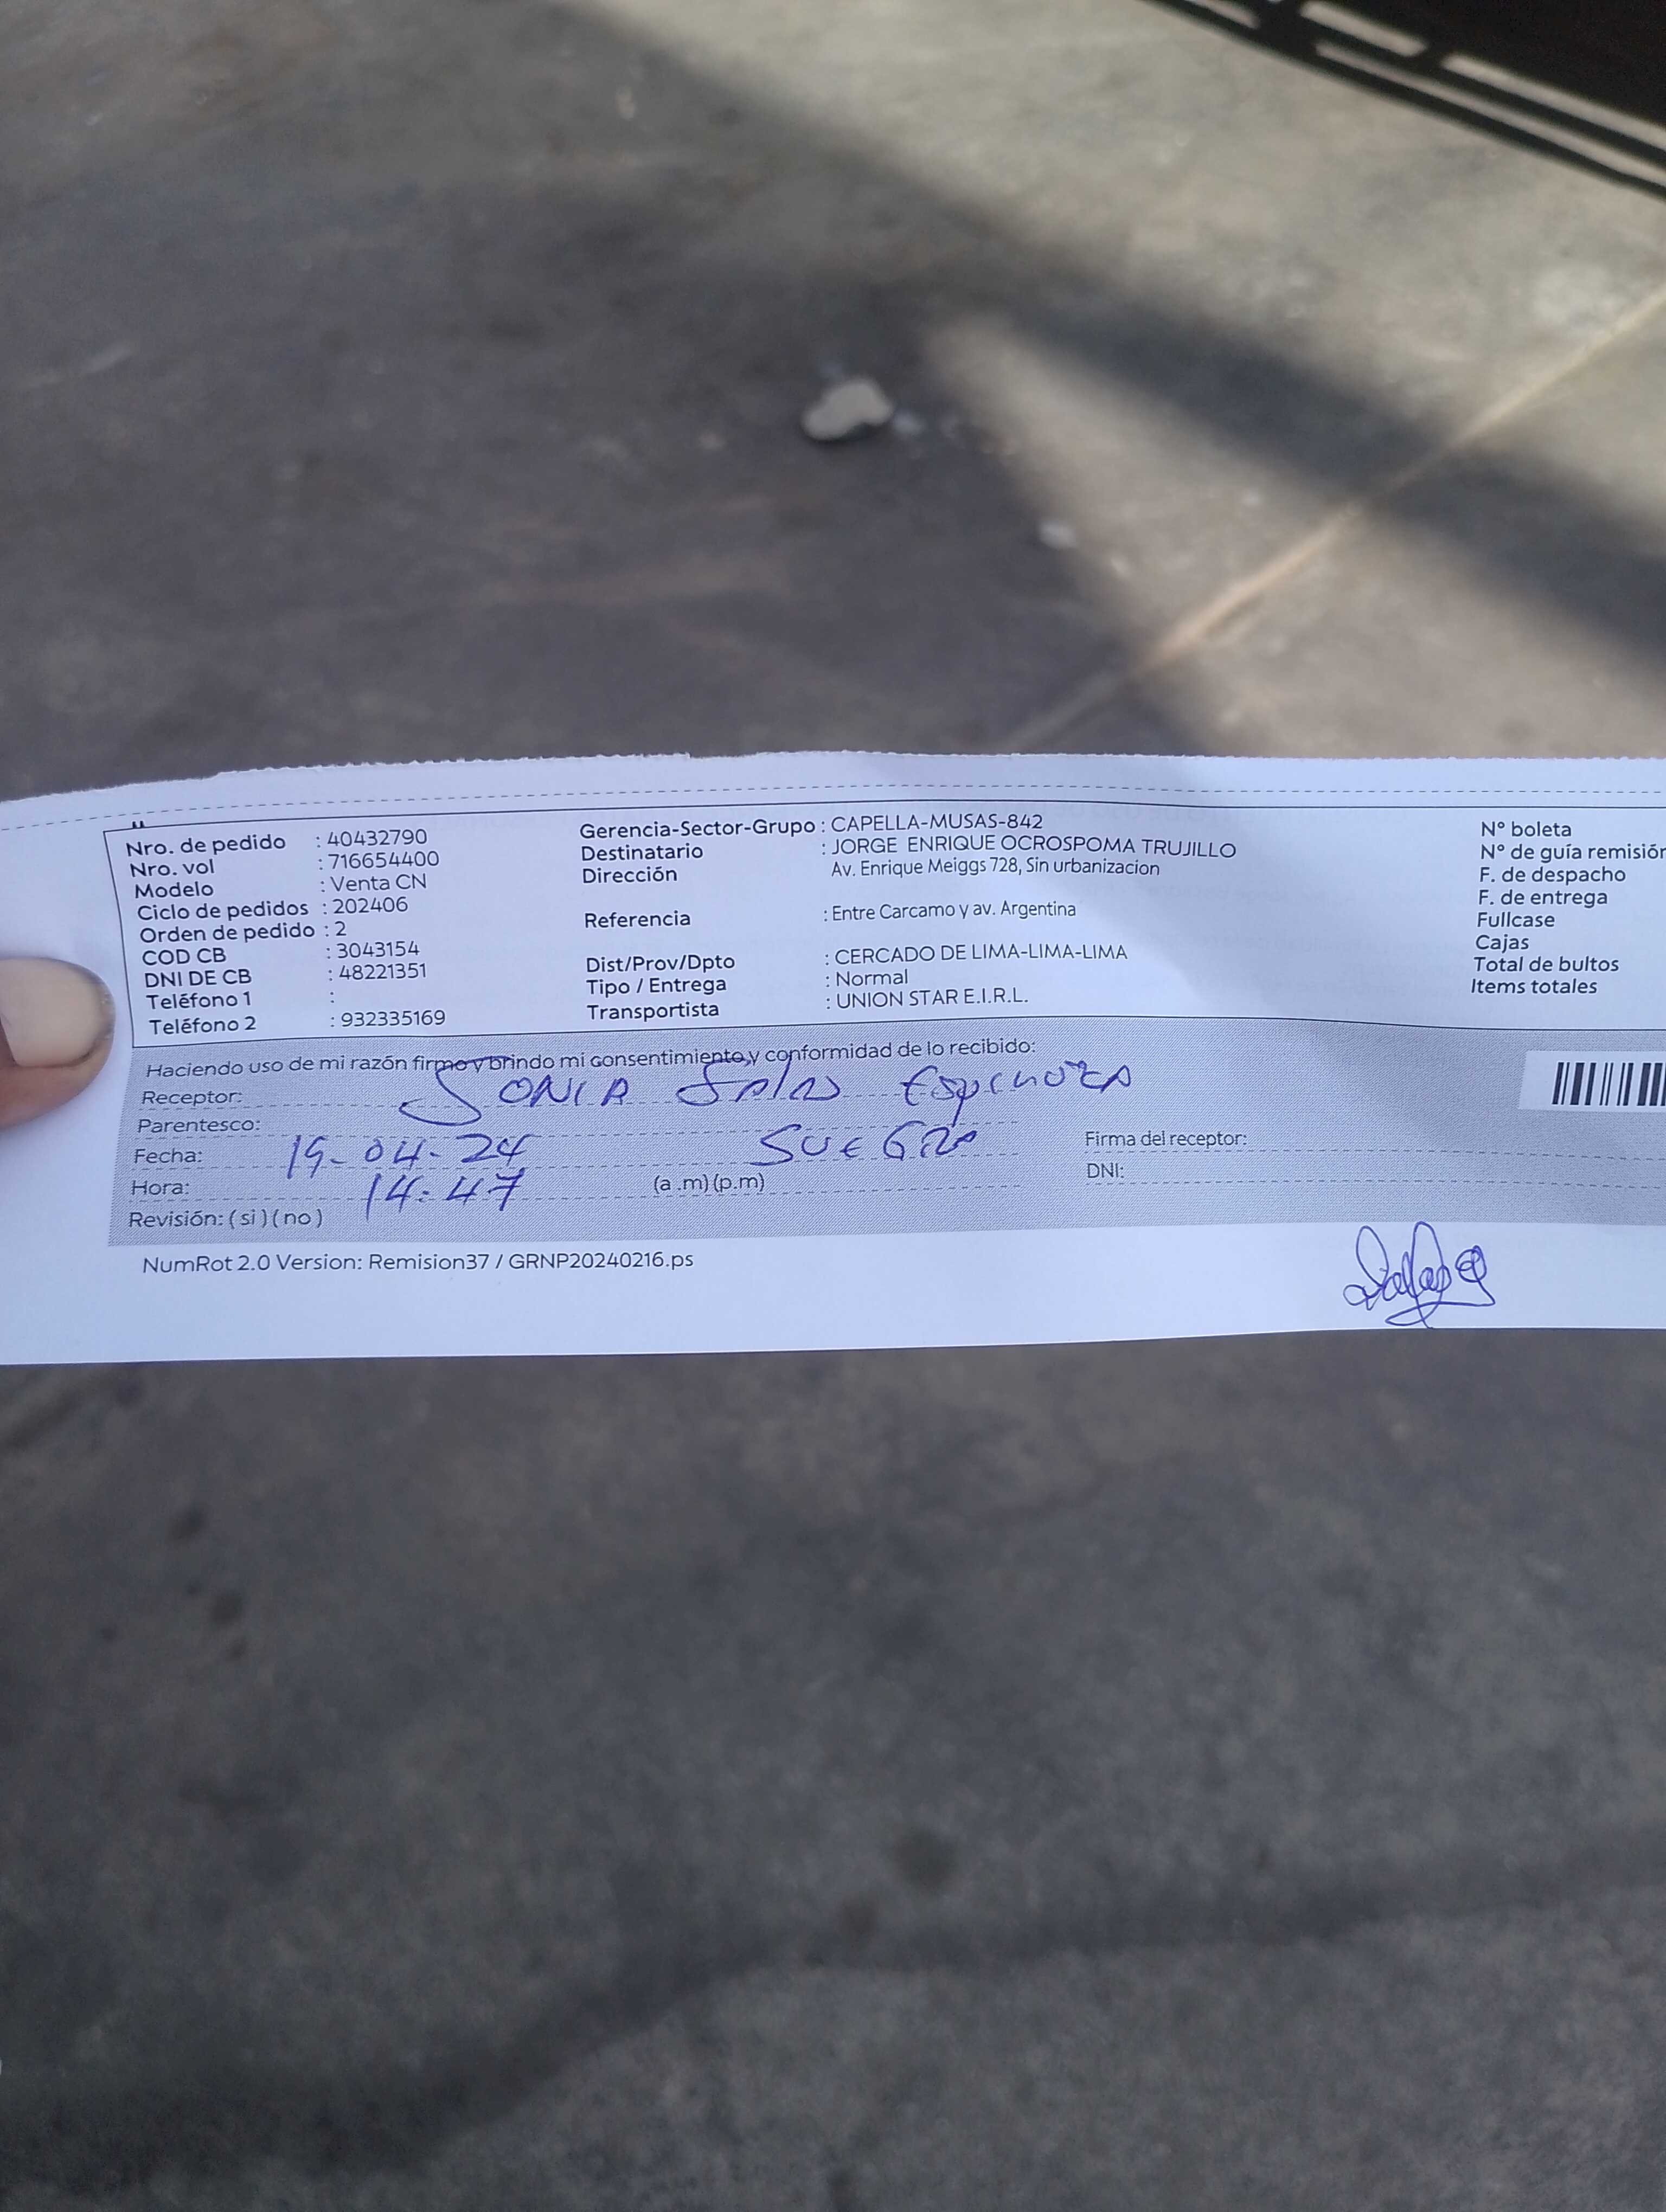 Nro. de pedido : 40432790
Nro. vol : 716654400
Modelo : Venta CN
Ciclo de pedidos : 202406
Orden de pedido : 2
COD CB : 3043154
DNI DE CB : 48221351
Teléfono 1 :
Teléfono 2 : 932335169
Gerencia-Sector-Grupo : CAPELLA-MUSAS-842
Destinatario : JORGE ENRIQUE OCROSPOMA TRUJILLO
Dirección Av. Enrique Meiggs 728, Sin urbanizacion
Referencia : Entre Carcamo y av. Argentina
Dist/Prov/Dpto : CERCADO DE LIMA-LIMA-LIMA
Tipo / Entrega : Normal
Transportista : UNION STAR E.I.R.L.
N° boleta
N° de guía remisión
F. de despacho
F. de entrega
Fullcase
Cajas
Total de bultos
Items totales
Haciendo uso de mi razón firmo y brindo mi consentimiento y conformidad de lo recibido:
Receptor: SONIA Salas Espinoza
Parentesco: SUEGRA
Fecha: 19-04-24
Hora: 14:47 (a .m) (p.m)
Revisión: ( si ) ( no )
Firma del receptor:
DNI:
NumRot 2.0 Version: Remision37 / GRNP20240216.ps